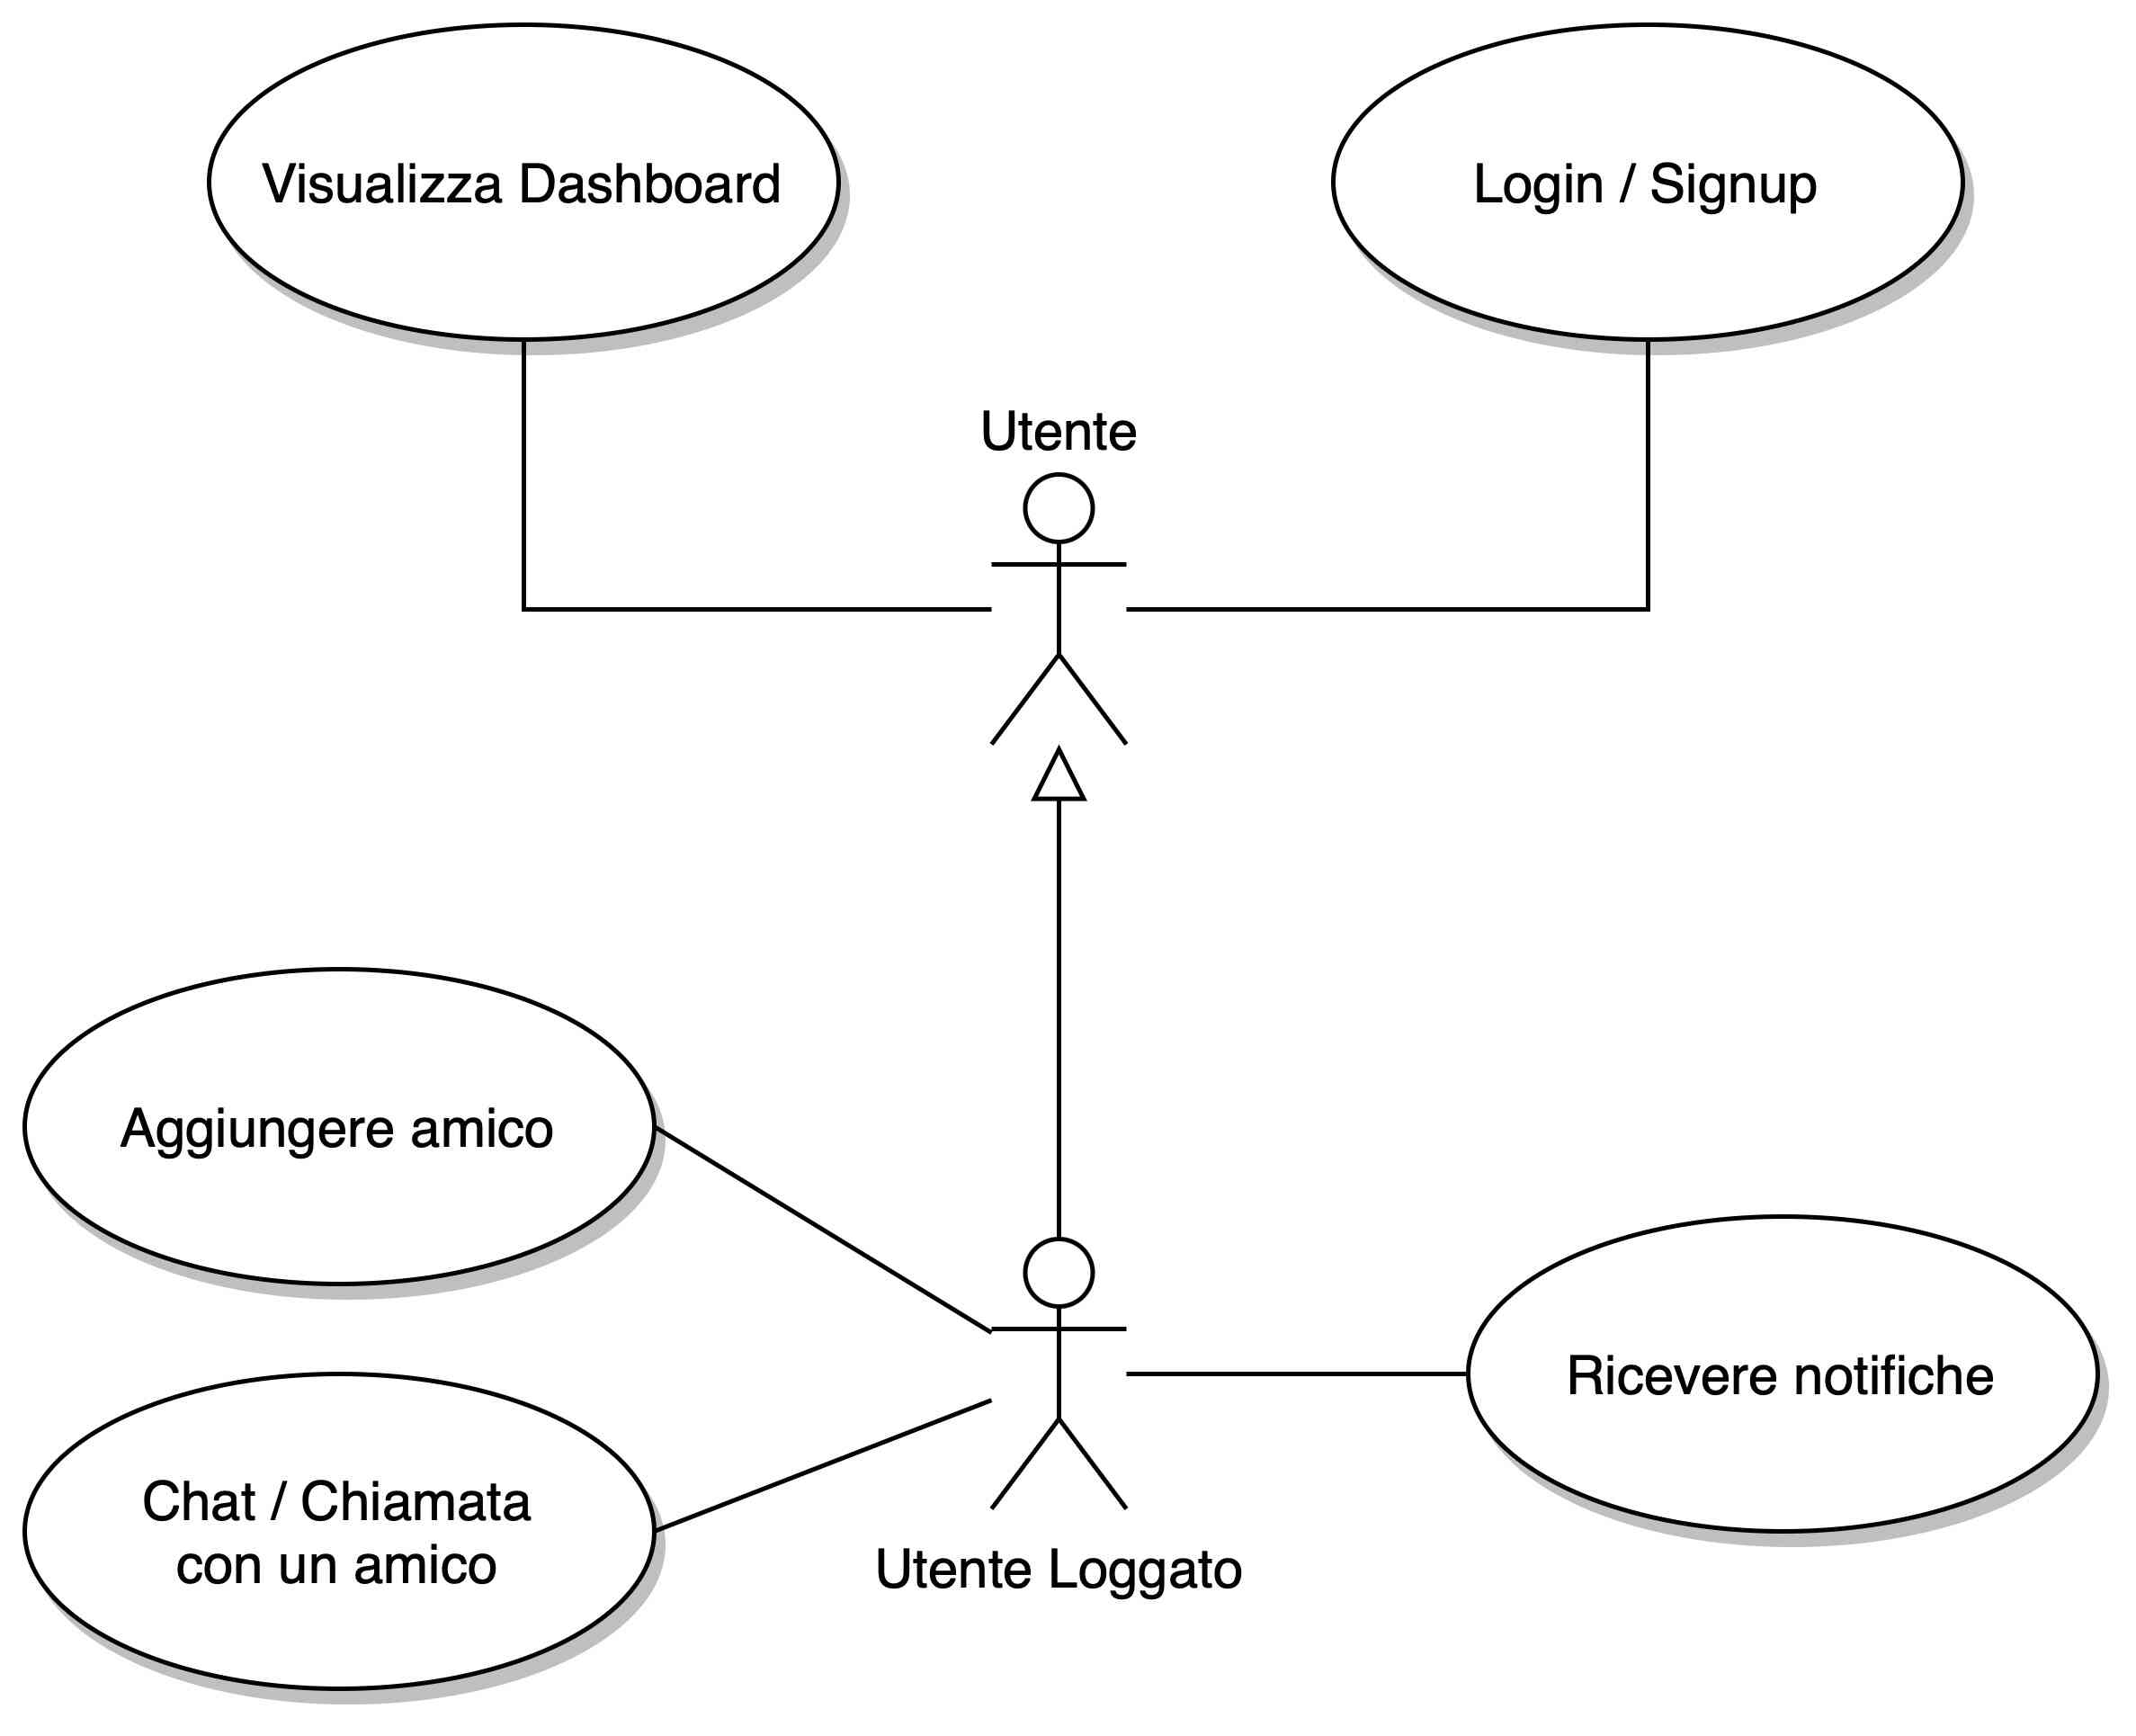 Visualizza Dashboard
Login / Signup
Utente
Aggiungere amico
Ricevere notifiche
Chat / Chiamata
con un amico
Utente Loggato